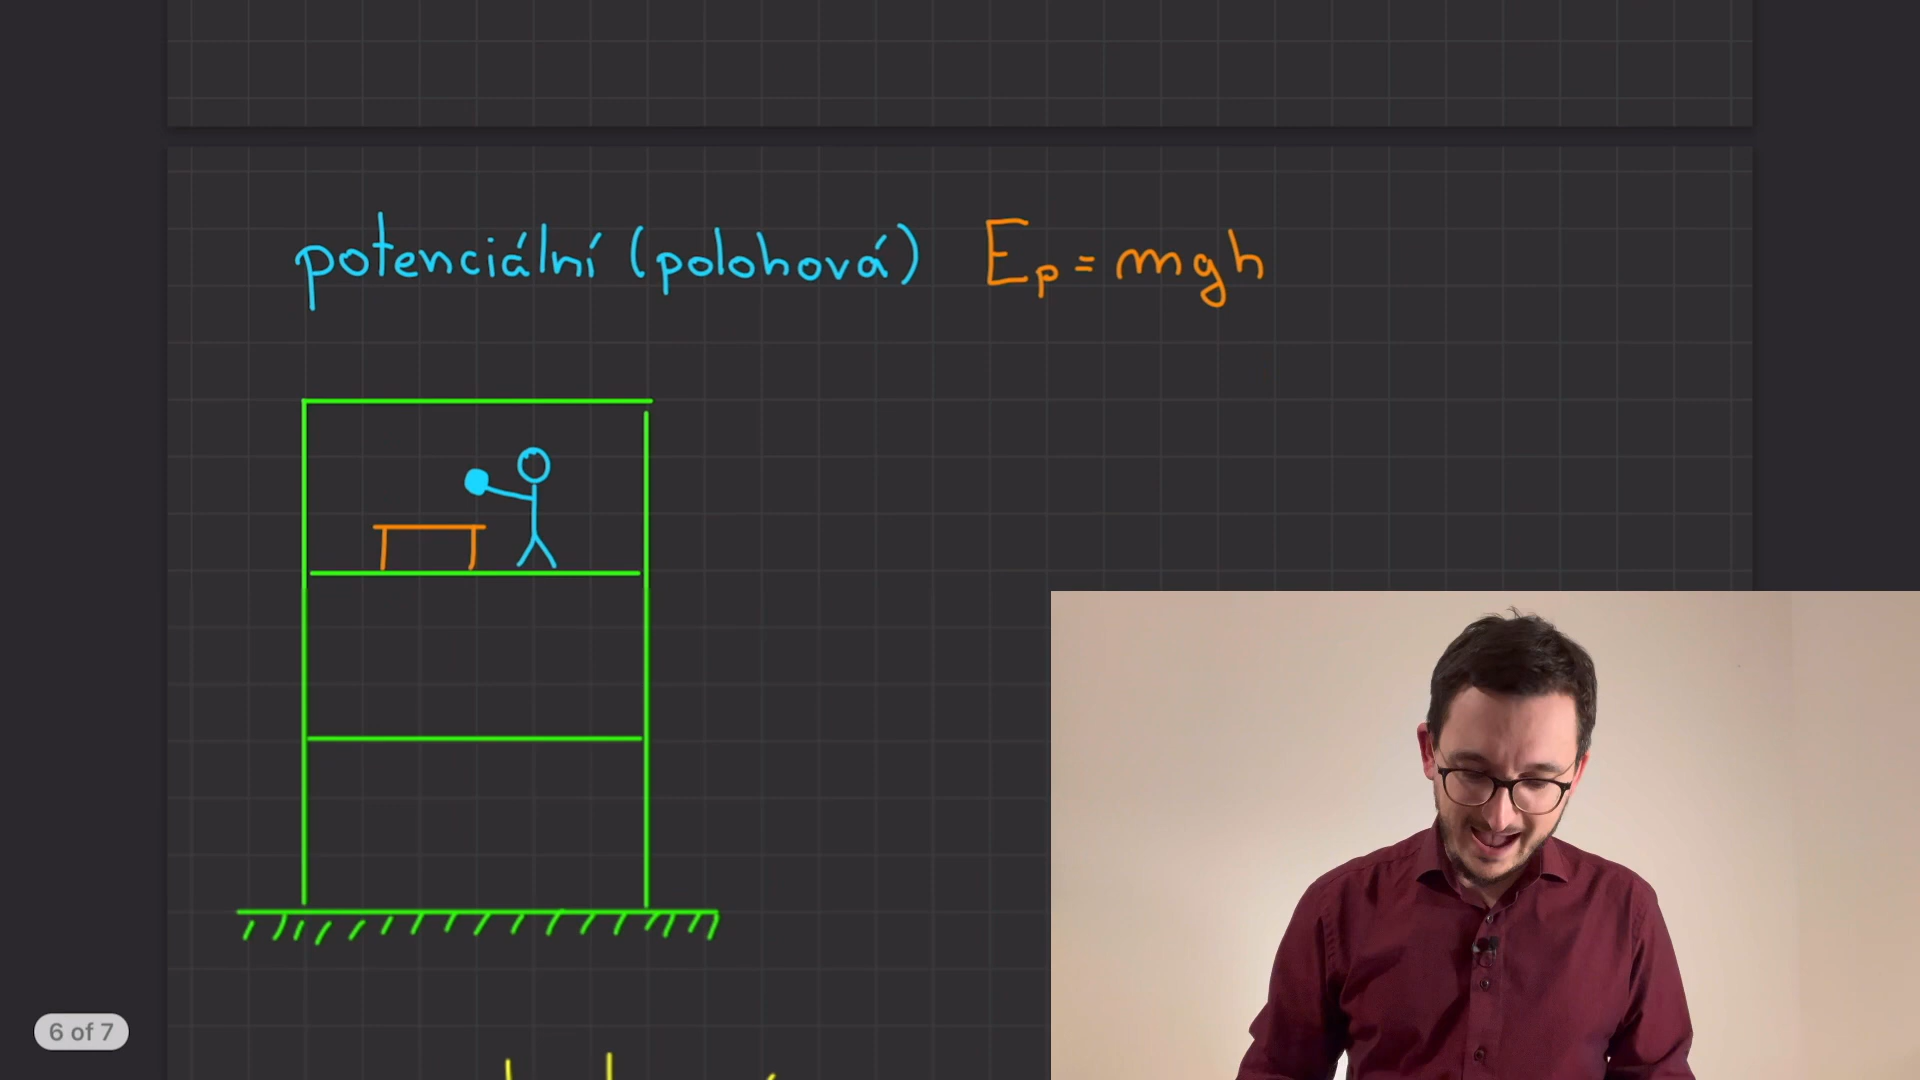 potenciální (polohová) Eₚ = mgh
6 of 7